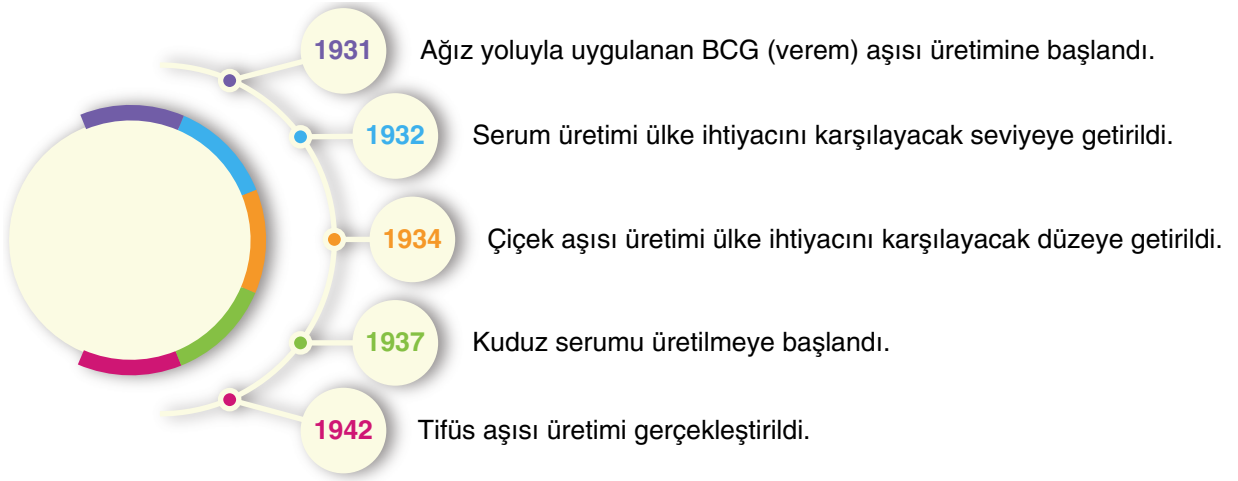 1931 Ağız yoluyla uygulanan BCG (verem) aşısı üretimine başlandı.
1932 Serum üretimi ülke ihtiyacını karşılayacak seviyeye getirildi.
1934 Çiçek aşısı üretimi ülke ihtiyacını karşılayacak düzeye getirildi.
1937 Kuduz serumu üretilmeye başlandı.
1942 Tifüs aşısı üretimi gerçekleştirildi.